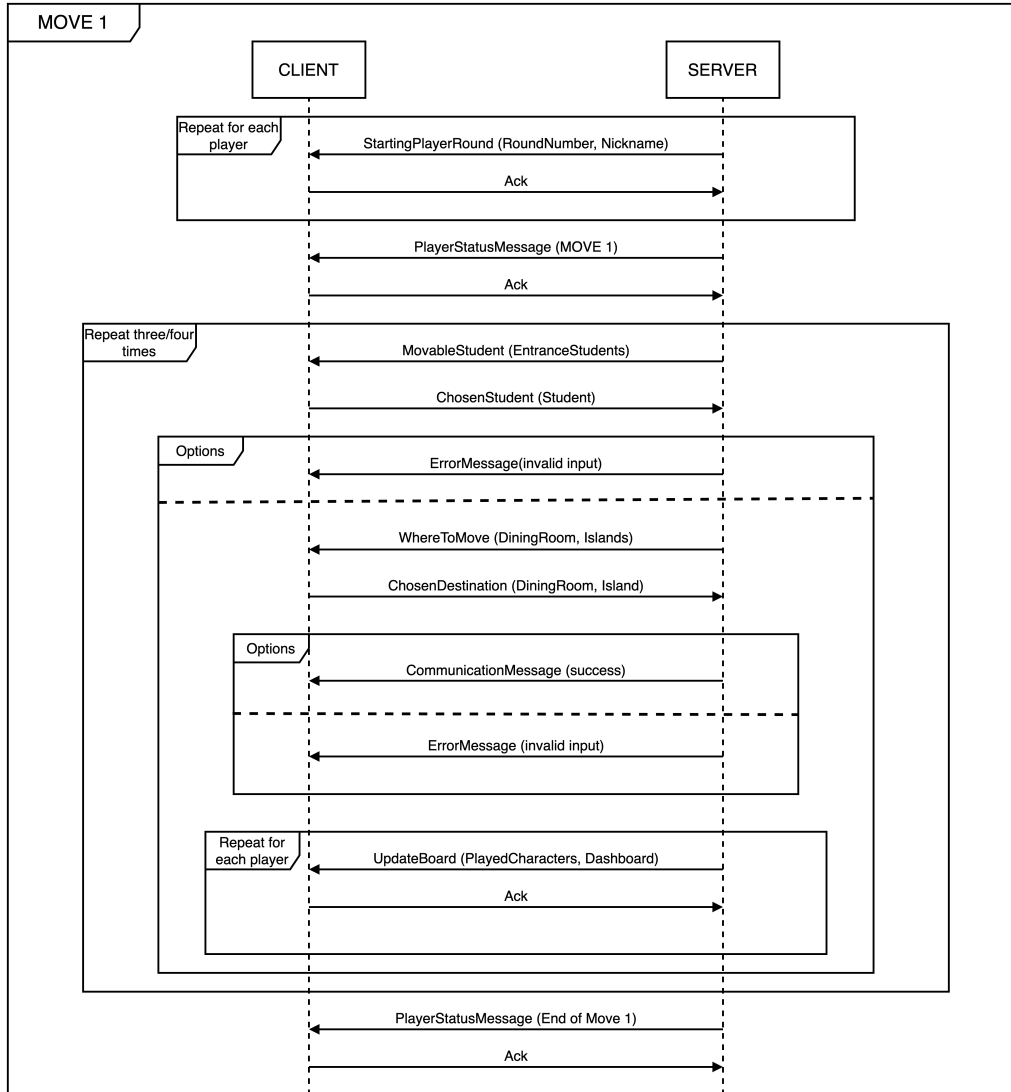 MOVE 1
CLIENT
SERVER
Repeat for each
player
StartingPlayerRound (RoundNumber, Nickname)
Ack
PlayerStatusMessage (MOVE 1)
Ack
Repeat three/four
times
MovableStudent (EntranceStudents)
ChosenStudent (Student)
Options
ErrorMessage(invalid input)
WhereToMove (DiningRoom, Islands)
ChosenDestination (DiningRoom, Island)
Options
CommunicationMessage (success)
ErrorMessage (invalid input)
Repeat for
each player
UpdateBoard (PlayedCharacters, Dashboard)
Ack
PlayerStatusMessage (End of Move 1)
Ack